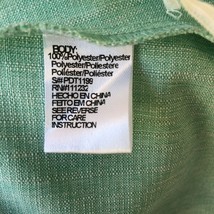 BODY:
100%Polyester/Polyester
Polyester/Poliestere
Poliéster/Poliéster
S#PDT1199
RN#111232
HECHO EN CHINA/
FEITO EM CHINA/
SEE REVERSE
FOR CARE
INSTRUCTION